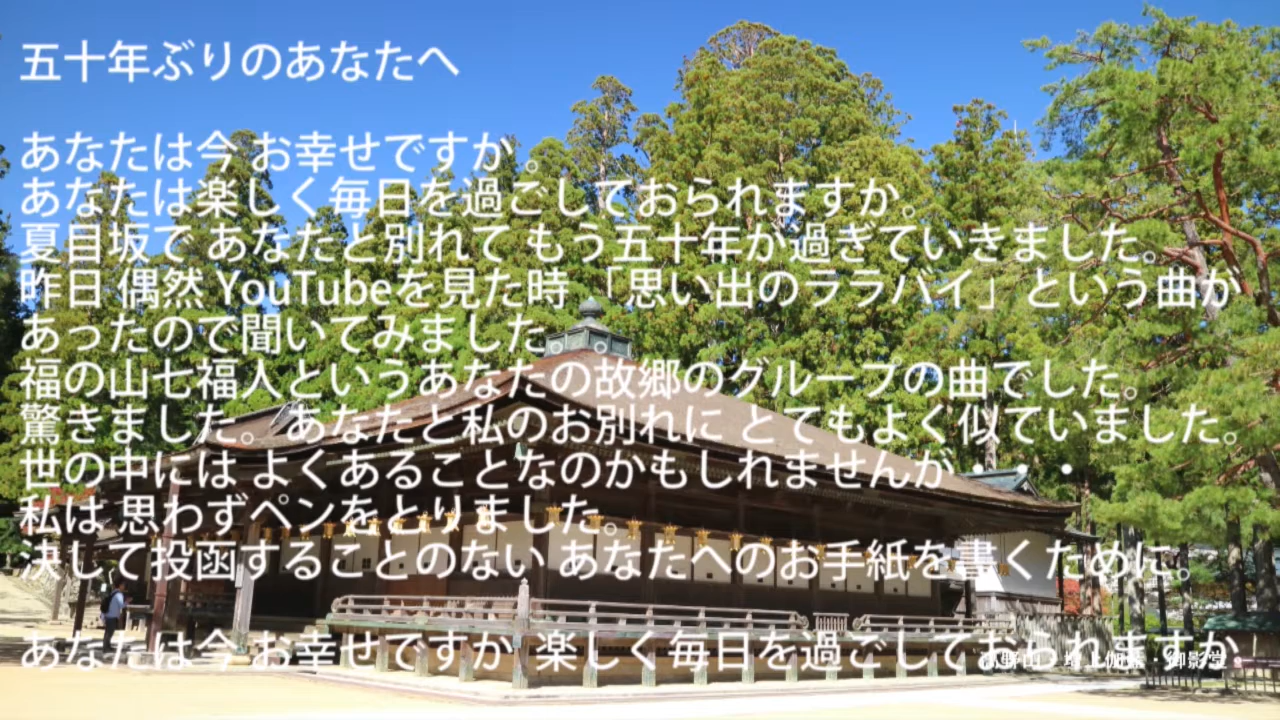 五十年ぶりのあなたへ
あなたは今 お幸せですか。
あなたは楽しく毎日を過ごしておられますか。
夏目坂で あなたと別れて もう五十年が過ぎていきました。
昨日 偶然 YouTubeを見た時 「思い出のララバイ」という曲が
あったので聞いてみました。。
福の山七福人というあなたの故郷のグループの曲でした。
驚きました。あなたと私のお別れに とてもよく似ていました。
世の中には よくあることなのかもしれませんが ・・・
私は 思わずペンをとりました。
決して投函することのない あなたへのお手紙を書くために。
あなたは今 お幸せですか 楽しく毎日を過ごしておられますか
高野山・壇上伽藍・御影堂